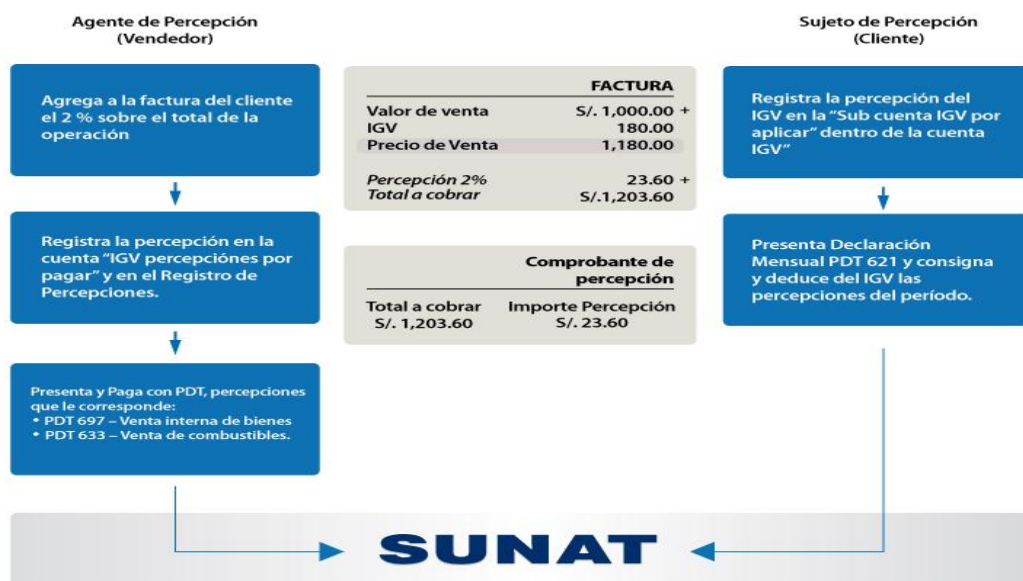 Agente de Percepción
(Vendedor)
Agrega a la factura del cliente
el 2 % sobre el total de la
operación
Registra la percepción en la
cuenta “IGV percepciónes por
pagar” y en el Registro de
Percepciones.
Presenta y Paga con PDT, percepciones
que le corresponde:
• PDT 697 – Venta interna de bienes
• PDT 633 – Venta de combustibles.
FACTURA
Valor de venta S/. 1,000.00 +
IGV 180.00
Precio de Venta 1,180.00
Percepción 2% 23.60 +
Total a cobrar S/.1,203.60
Comprobante de
percepción
Total a cobrar Importe Percepción
S/. 1,203.60 S/. 23.60
Sujeto de Percepción
(Cliente)
Registra la percepción del
IGV en la “Sub cuenta IGV por
aplicar” dentro de la cuenta
IGV”
Presenta Declaración
Mensual PDT 621 y consigna
y deduce del IGV las
percepciones del período.
SUNAT